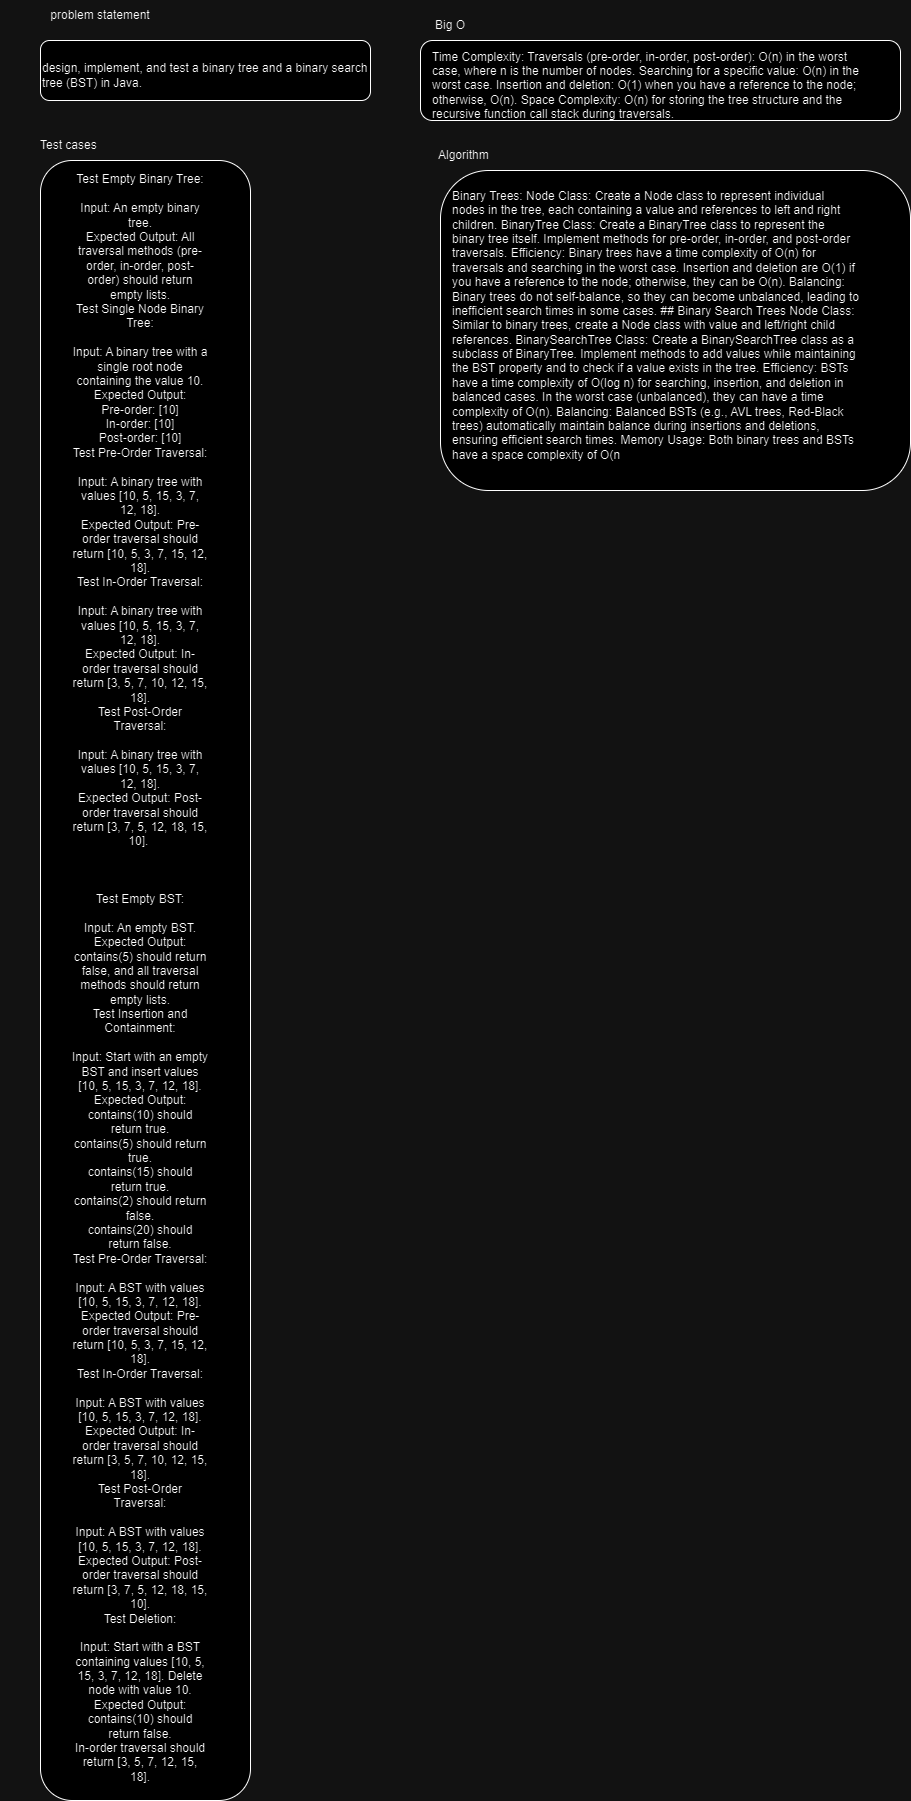 problem statement
design, implement, and test a binary tree and a binary search
tree (BST) in Java.
Big O
Time Complexity: Traversals (pre-order, in-order, post-order): O(n) in the worst
case, where n is the number of nodes. Searching for a specific value: O(n) in the
worst case. Insertion and deletion: O(1) when you have a reference to the node;
otherwise, O(n). Space Complexity: O(n) for storing the tree structure and the
recursive function call stack during traversals.
Test cases
Test Empty Binary Tree:
Input: An empty binary
tree.
Expected Output: All
traversal methods (pre-
order, in-order, post-
order) should return
empty lists.
Test Single Node Binary
Tree:
Input: A binary tree with a
single root node
containing the value 10.
Expected Output:
Pre-order: [10]
In-order: [10]
Post-order: [10]
Test Pre-Order Traversal:
Input: A binary tree with
values [10, 5, 15, 3, 7,
12, 18].
Expected Output: Pre-
order traversal should
return [10, 5, 3, 7, 15, 12,
18].
Test In-Order Traversal:
Input: A binary tree with
values [10, 5, 15, 3, 7,
12, 18].
Expected Output: In-
order traversal should
return [3, 5, 7, 10, 12, 15,
18].
Test Post-Order
Traversal:
Input: A binary tree with
values [10, 5, 15, 3, 7,
12, 18].
Expected Output: Post-
order traversal should
return [3, 7, 5, 12, 18, 15,
10].
Test Empty BST:
Input: An empty BST.
Expected Output:
contains(5) should return
false, and all traversal
methods should return
empty lists.
Test Insertion and
Containment:
Input: Start with an empty
BST and insert values
[10, 5, 15, 3, 7, 12, 18].
Expected Output:
contains(10) should
return true.
contains(5) should return
true.
contains(15) should
return true.
contains(2) should return
false.
contains(20) should
return false.
Test Pre-Order Traversal:
Input: A BST with values
[10, 5, 15, 3, 7, 12, 18].
Expected Output: Pre-
order traversal should
return [10, 5, 3, 7, 15, 12,
18].
Test In-Order Traversal:
Input: A BST with values
[10, 5, 15, 3, 7, 12, 18].
Expected Output: In-
order traversal should
return [3, 5, 7, 10, 12, 15,
18].
Test Post-Order
Traversal:
Input: A BST with values
[10, 5, 15, 3, 7, 12, 18].
Expected Output: Post-
order traversal should
return [3, 7, 5, 12, 18, 15,
10].
Test Deletion:
Input: Start with a BST
containing values [10, 5,
15, 3, 7, 12, 18]. Delete
node with value 10.
Expected Output:
contains(10) should
return false.
In-order traversal should
return [3, 5, 7, 12, 15,
18].
Algorithm
Binary Trees: Node Class: Create a Node class to represent individual
nodes in the tree, each containing a value and references to left and right
children. BinaryTree Class: Create a BinaryTree class to represent the
binary tree itself. Implement methods for pre-order, in-order, and post-order
traversals. Efficiency: Binary trees have a time complexity of O(n) for
traversals and searching in the worst case. Insertion and deletion are O(1) if
you have a reference to the node; otherwise, they can be O(n). Balancing:
Binary trees do not self-balance, so they can become unbalanced, leading to
inefficient search times in some cases. ## Binary Search Trees Node Class:
Similar to binary trees, create a Node class with value and left/right child
references. BinarySearchTree Class: Create a BinarySearchTree class as a
subclass of BinaryTree. Implement methods to add values while maintaining
the BST property and to check if a value exists in the tree. Efficiency: BSTs
have a time complexity of O(log n) for searching, insertion, and deletion in
balanced cases. In the worst case (unbalanced), they can have a time
complexity of O(n). Balancing: Balanced BSTs (e.g., AVL trees, Red-Black
trees) automatically maintain balance during insertions and deletions,
ensuring efficient search times. Memory Usage: Both binary trees and BSTs
have a space complexity of O(n